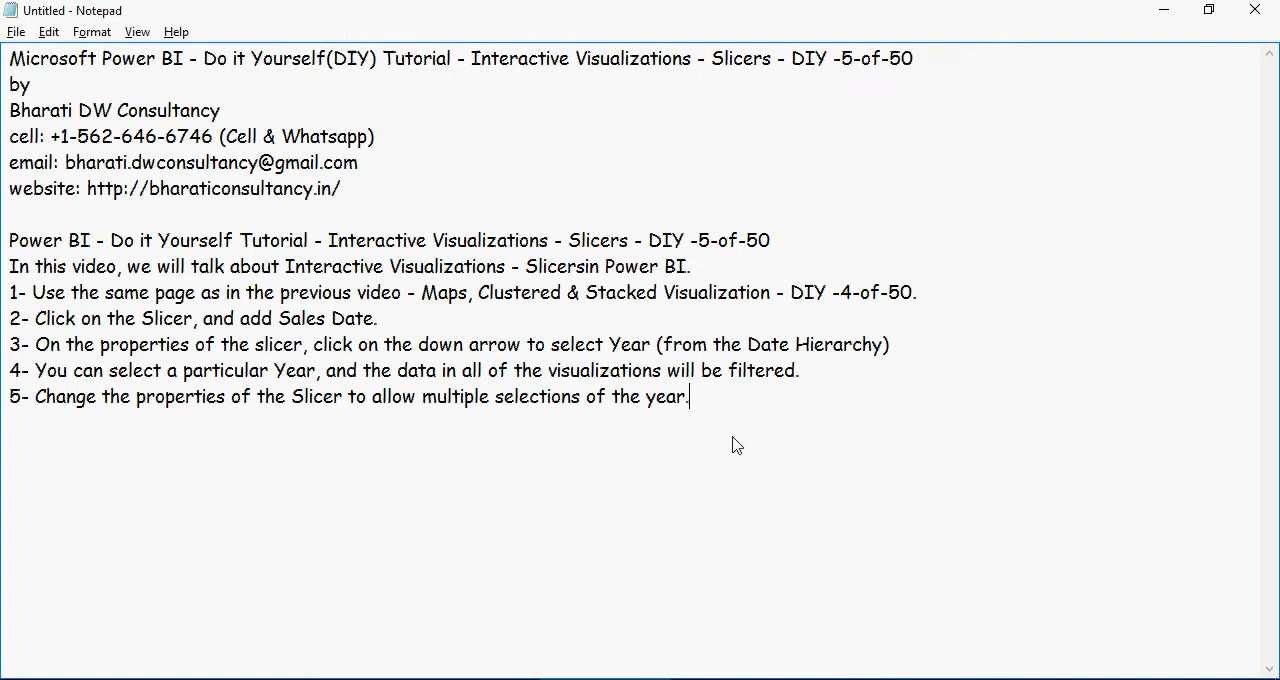 Untitled - Notepad
File Edit Format View Help
Microsoft Power BI - Do it Yourself(DIY) Tutorial - Interactive Visualizations - Slicers - DIY -5-of-50
by
Bharati DW Consultancy
cell: +1-562-646-6746 (Cell & Whatsapp)
email: bharati.dwconsultancy@gmail.com
website: http://bharaticonsultancy.in/
Power BI - Do it Yourself Tutorial - Interactive Visualizations - Slicers - DIY -5-of-50
In this video, we will talk about Interactive Visualizations - Slicersin Power BI.
1- Use the same page as in the previous video - Maps, Clustered & Stacked Visualization - DIY -4-of-50.
2- Click on the Slicer, and add Sales Date.
3- On the properties of the slicer, click on the down arrow to select Year (from the Date Hierarchy)
4- You can select a particular Year, and the data in all of the visualizations will be filtered.
5- Change the properties of the Slicer to allow multiple selections of the year.